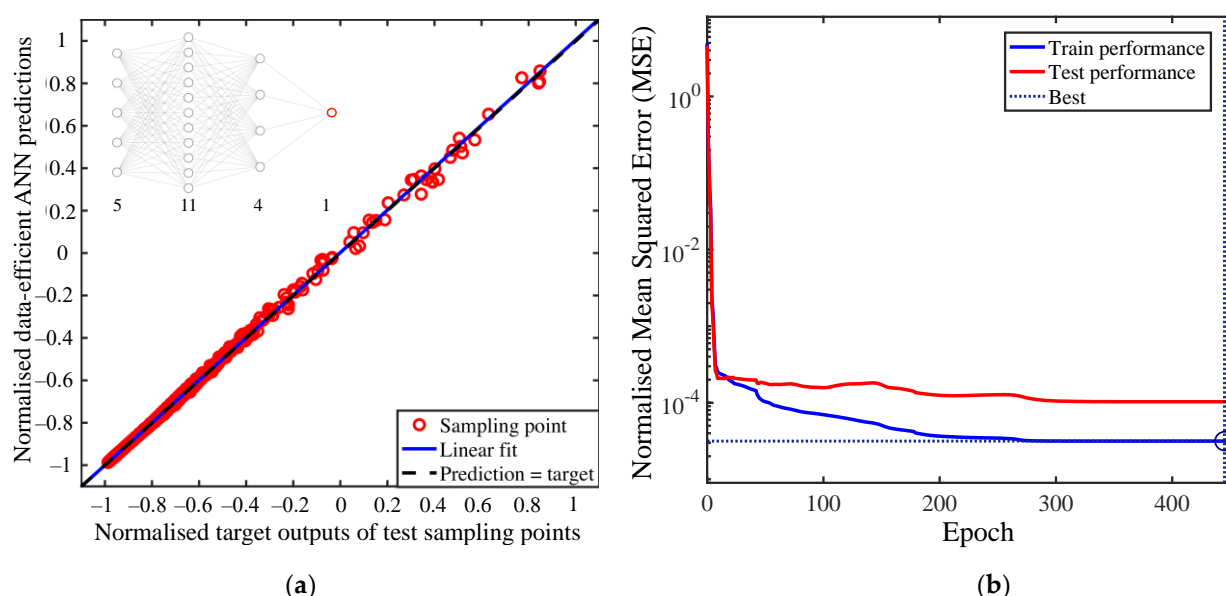 Normalised data-efficient ANN predictions
1
0.8
0.6
0.4
0.2
0
−0.2
−0.4
−0.6
−0.8
−1
5 11 4 1
Sampling point
Linear fit
Prediction = target
−1 −0.8 −0.6 −0.4 −0.2 0 0.2 0.4 0.6 0.8 1
Normalised target outputs of test sampling points
(a)
Normalised Mean Squared Error (MSE)
10⁰
10⁻²
10⁻⁴
Train performance
Test performance
Best
0 100 200 300 400
Epoch
(b)